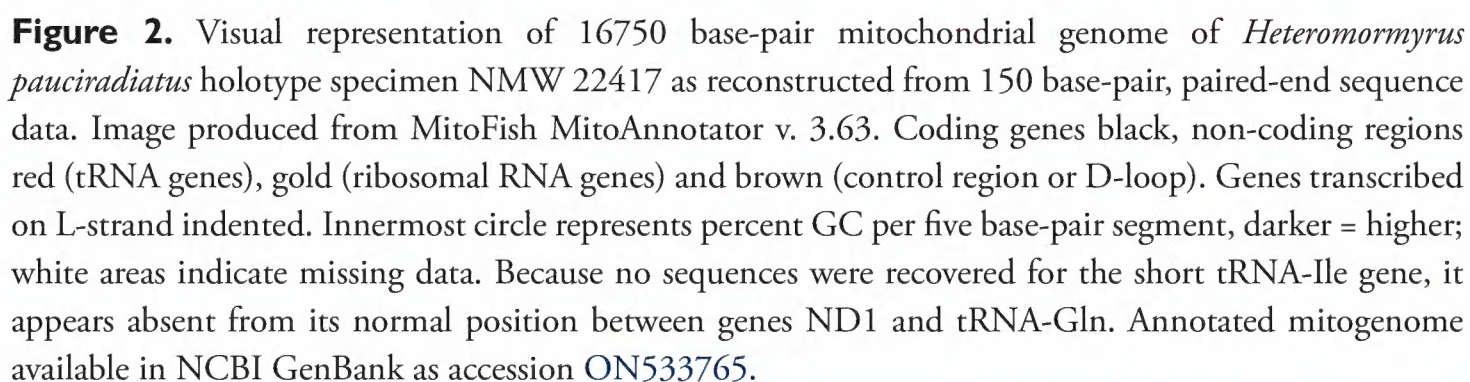 Figure 2. Visual representation of 16750 base-pair mitochondrial genome of Heteromormyrus
pauciradiatus holotype specimen NMW 22417 as reconstructed from 150 base-pair, paired-end sequence
data. Image produced from MitoFish MitoAnnotator v. 3.63. Coding genes black, non-coding regions
red (tRNA genes), gold (ribosomal RNA genes) and brown (control region or D-loop). Genes transcribed
on L-strand indented. Innermost circle represents percent GC per five base-pair segment, darker = higher;
white areas indicate missing data. Because no sequences were recovered for the short tRNA-Ile gene, it
appears absent from its normal position between genes ND1 and tRNA-Gln. Annotated mitogenome
available in NCBI GenBank as accession ON533765.